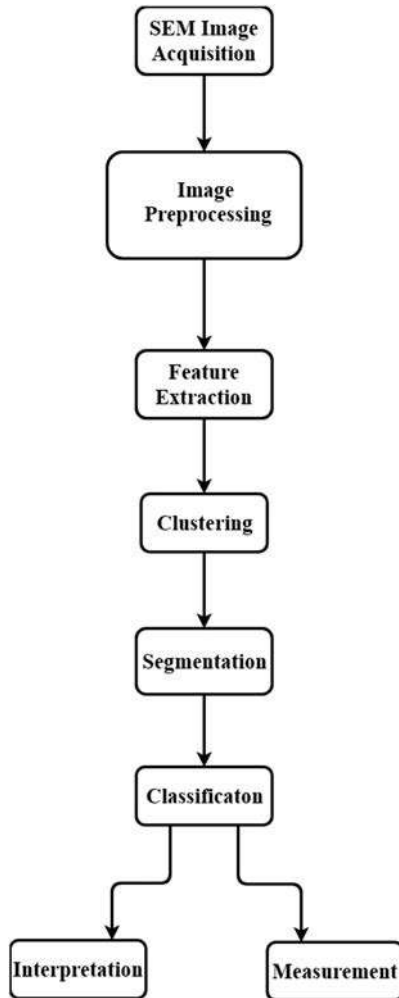 SEM Image
Acquisition
Image
Preprocessing
Feature
Extraction
Clustering
Segmentation
Classificaton
Interpretation
Measurement